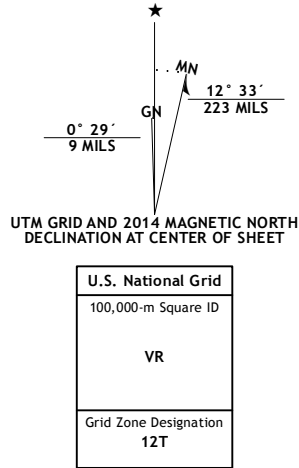 ★
MN
GN
12° 33´
223 MILS
0° 29´
9 MILS
UTM GRID AND 2014 MAGNETIC NORTH
DECLINATION AT CENTER OF SHEET
U.S. National Grid
100,000-m Square ID
VR
Grid Zone Designation
12T